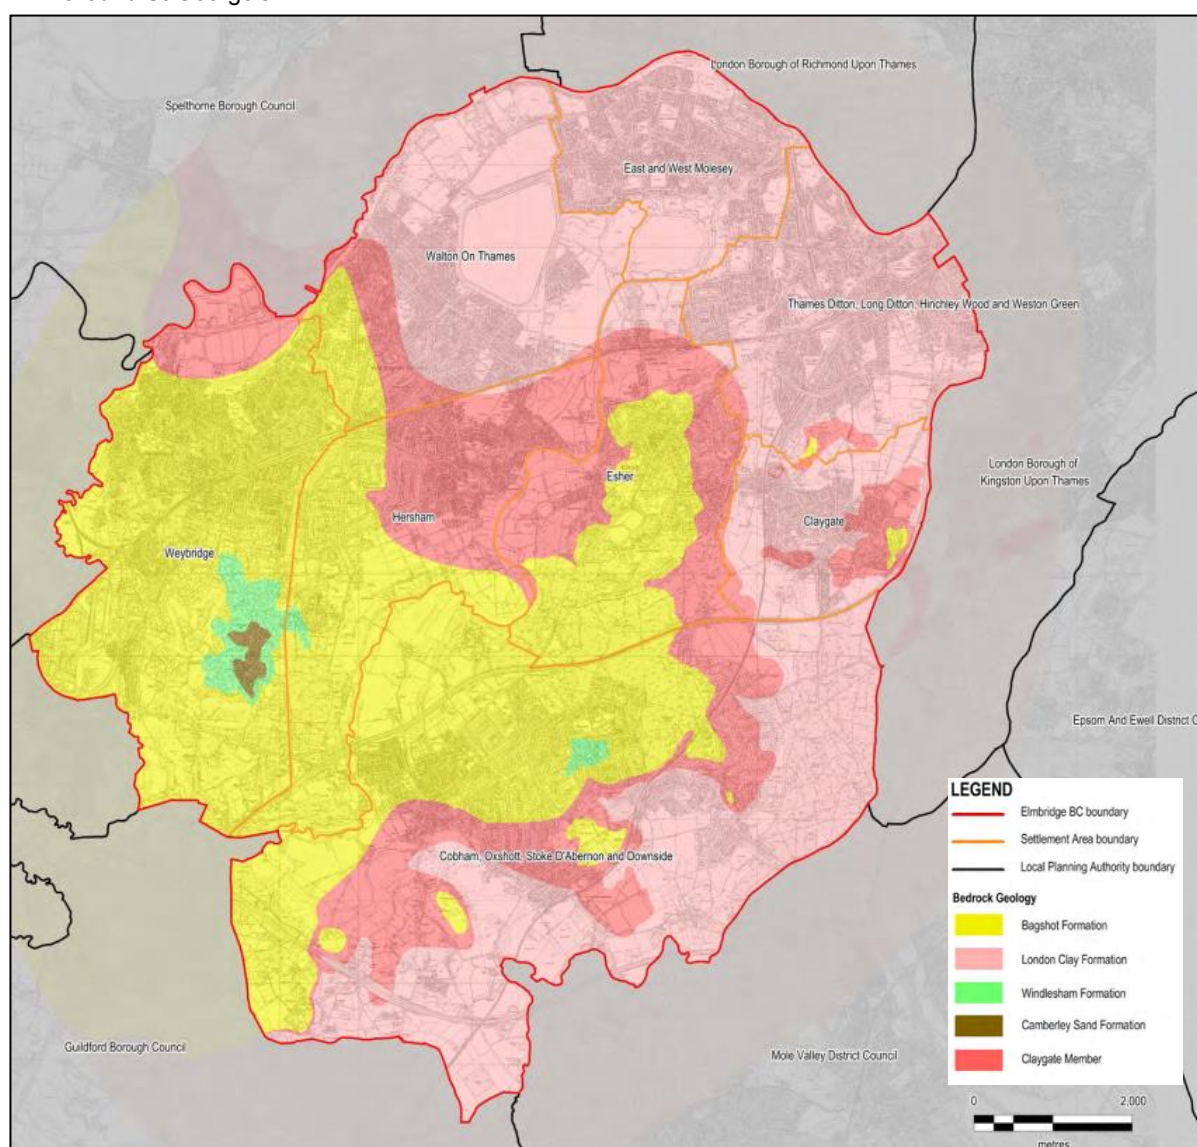 London Borough of Richmond Upon Thames
Spelthorne Borough Council
East and West Molesey
Walton On Thames
Thames Ditton, Long Ditton, Hinchley Wood and Weston Green
London Borough of
Kingston Upon Thames
Esher
Claygate
Hersham
Weybridge
Epsom And Ewell District C
Cobham, Oxshott, Stoke D'Abernon and Downside
Guildford Borough Council
Mole Valley District Council
LEGEND
Elmbridge BC boundary
Settlement Area boundary
Local Planning Authority boundary
Bedrock Geology
Bagshot Formation
London Clay Formation
Windlesham Formation
Camberley Sand Formation
Claygate Member
0 2,000
metres